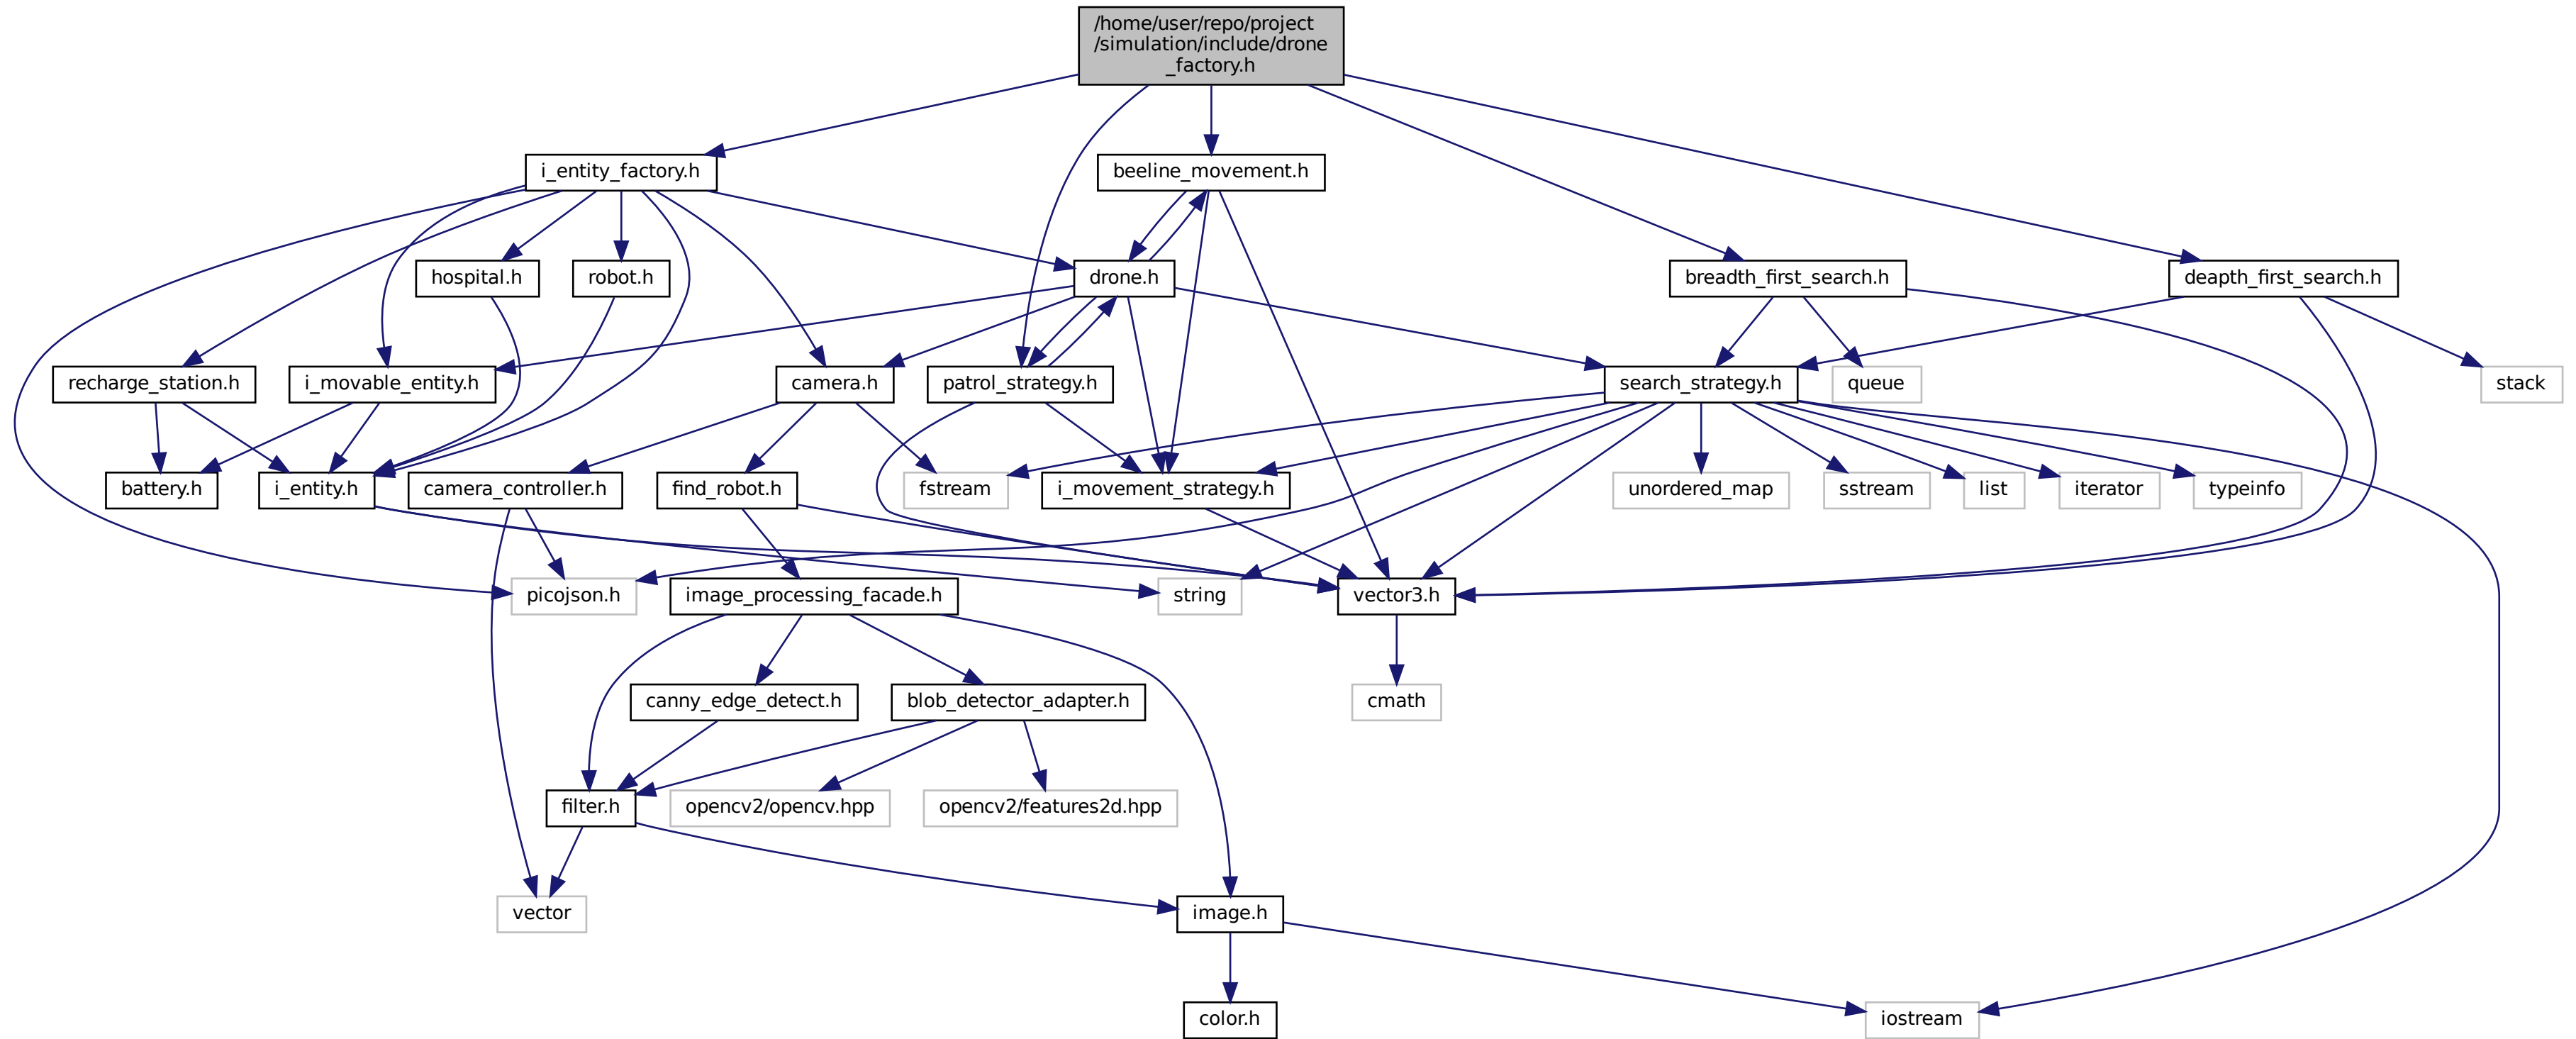 /home/user/repo/project
/simulation/include/drone
_factory.h
i_entity_factory.h
beeline_movement.h
hospital.h
robot.h
drone.h
breadth_first_search.h
deapth_first_search.h
recharge_station.h
i_movable_entity.h
camera.h
patrol_strategy.h
search_strategy.h
queue
stack
battery.h
i_entity.h
camera_controller.h
find_robot.h
fstream
i_movement_strategy.h
unordered_map
sstream
list
iterator
typeinfo
picojson.h
image_processing_facade.h
string
vector3.h
canny_edge_detect.h
blob_detector_adapter.h
cmath
filter.h
opencv2/opencv.hpp
opencv2/features2d.hpp
vector
image.h
color.h
iostream